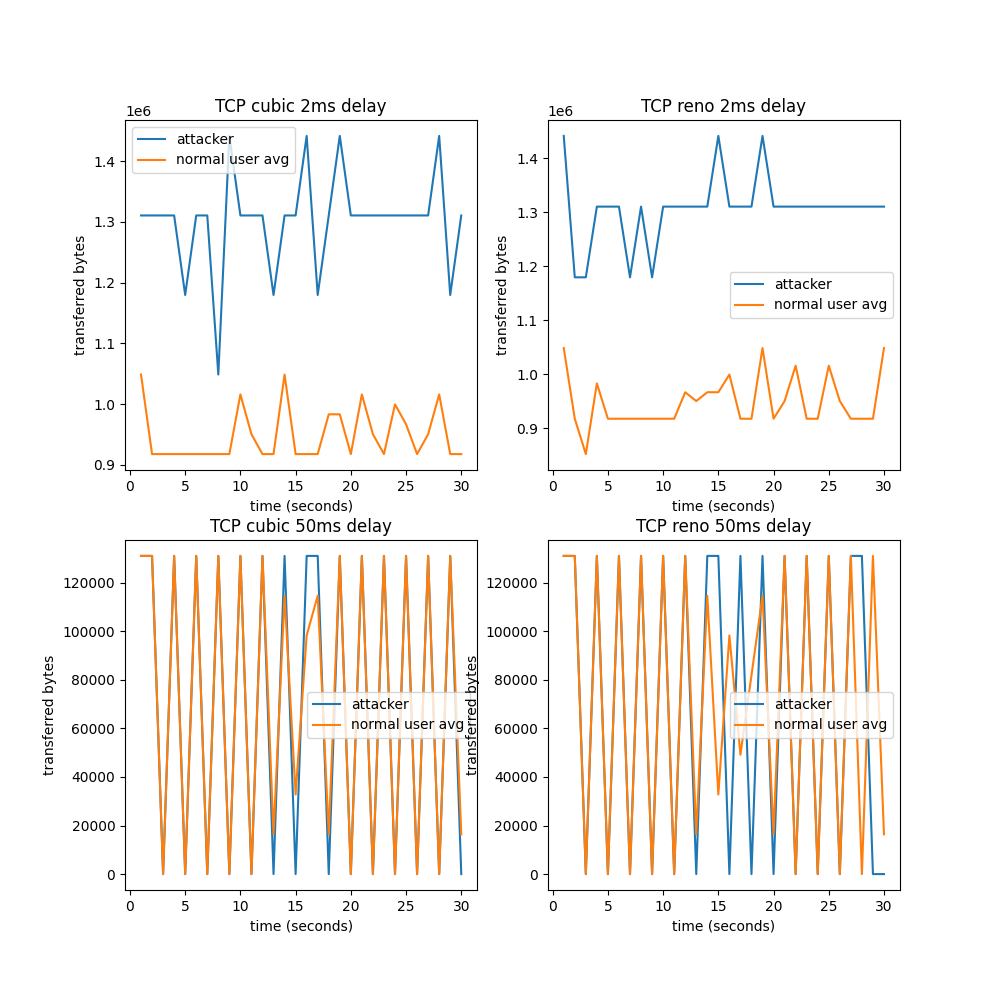 TCP cubic 2ms delay
1e6
attacker
normal user avg
1.4
1.3
1.2
1.1
1.0
0.9
transferred bytes
0 5 10 15 20 25 30
time (seconds)
TCP reno 2ms delay
1e6
1.4
1.3
1.2
1.1
1.0
0.9
transferred bytes
attacker
normal user avg
0 5 10 15 20 25 30
time (seconds)
TCP cubic 50ms delay
120000
100000
80000
60000
40000
20000
0
transferred bytes
attacker
normal user avg
0 5 10 15 20 25 30
time (seconds)
TCP reno 50ms delay
120000
100000
80000
60000
40000
20000
0
transferred bytes
attacker
normal user avg
0 5 10 15 20 25 30
time (seconds)